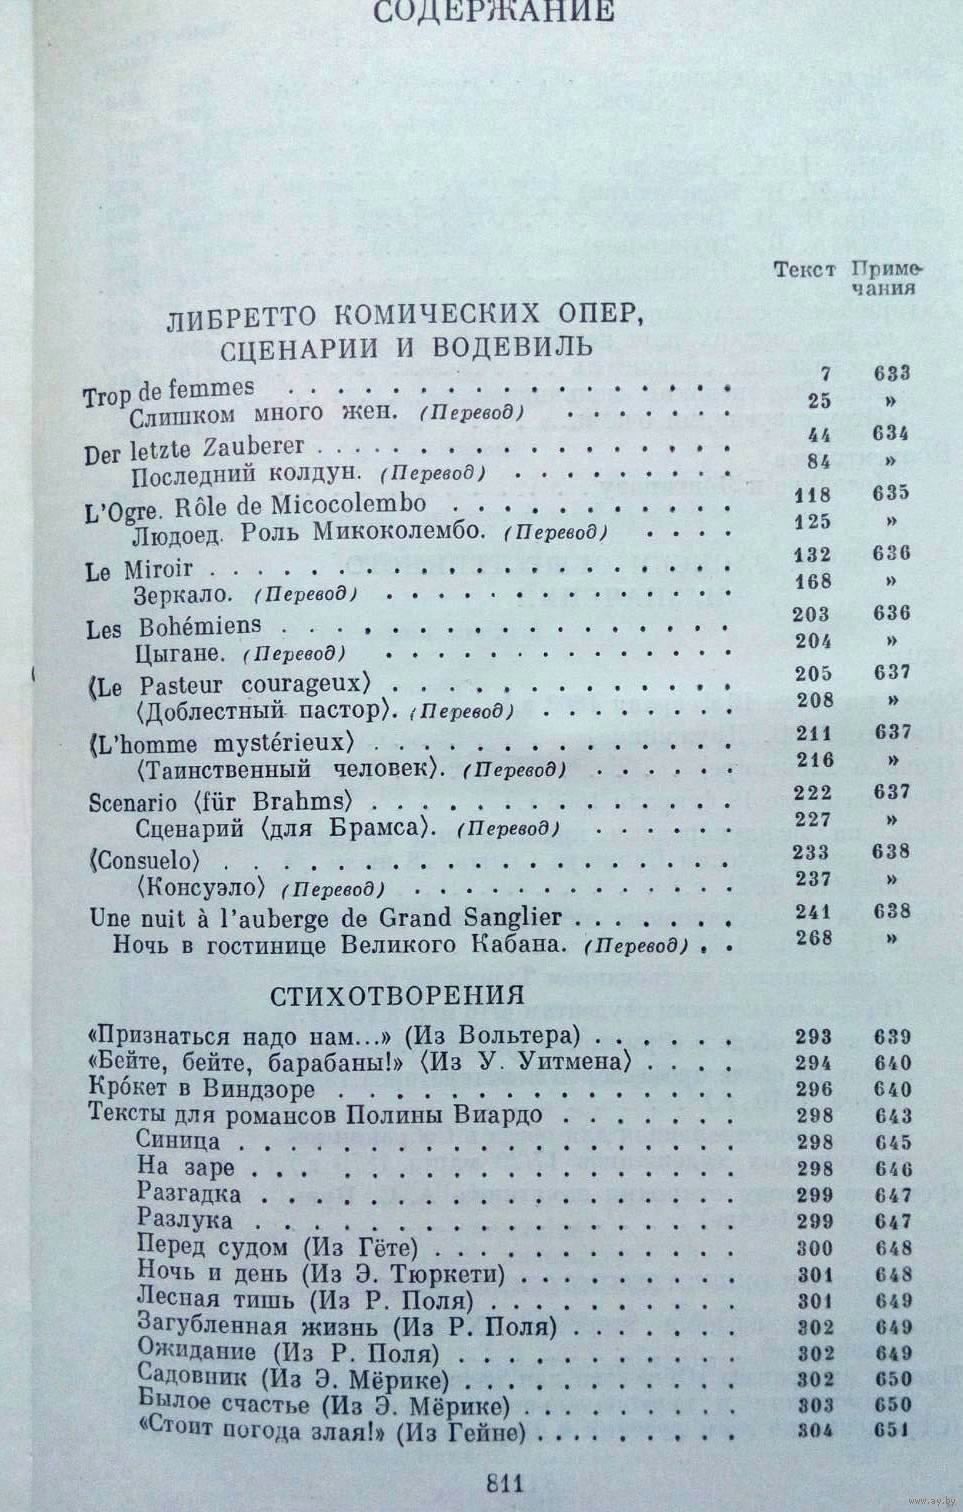 СОДЕРЖАНИЕ
Текст Приме-
чания
ЛИБРЕТТО КОМИЧЕСКИХ ОПЕР,
СЦЕНАРИИ И ВОДЕВИЛЬ
Trop de femmes . . . . . . . . . . . . . . . . . 7 633
Слишком много жен. (Перевод) . . . . . . . 25 »
Der letzte Zauberer . . . . . . . . . . . . . . . . 44 634
Последний колдун. (Перевод) . . . . . . . . . 84 »
L'Ogre. Rôle de Micocolembo . . . . . . . . . . . 118 635
Людоед. Роль Микоколембо. (Перевод) . . . . 125 »
Le Miroir . . . . . . . . . . . . . . . . . . . . 132 636
Зеркало. (Перевод) . . . . . . . . . . . . . . 168 »
Les Bohémiens . . . . . . . . . . . . . . . . . 203 636
Цыгане. (Перевод) . . . . . . . . . . . . . . 204 »
⟨Le Pasteur courageux⟩ . . . . . . . . . . . . . 205 637
⟨Доблестный пастор⟩. (Перевод) . . . . . . . . 208 »
⟨L'homme mystérieux⟩ . . . . . . . . . . . . . . 211 637
⟨Таинственный человек⟩. (Перевод) . . . . . . 216 »
Scenario ⟨für Brahms⟩ . . . . . . . . . . . . . . 222 637
Сценарий ⟨для Брамса⟩. (Перевод) . . . . . . 227 »
⟨Consuelo⟩ . . . . . . . . . . . . . . . . . . . 233 638
⟨Консуэло⟩ (Перевод) . . . . . . . . . . . . . 237 »
Une nuit à l'auberge de Grand Sanglier . . . . . . . 241 638
Ночь в гостинице Великого Кабана. (Перевод) . . 268 »
СТИХОТВОРЕНИЯ
«Признаться надо нам...» (Из Вольтера) . . . . . . 293 639
«Бейте, бейте, барабаны!» ⟨Из У. Уитмена⟩ . . . . 294 640
Крокет в Виндзоре . . . . . . . . . . . . . . . 296 640
Тексты для романсов Полины Виардо . . . . . . . 298 643
Синица . . . . . . . . . . . . . . . . . . . 298 645
На заре . . . . . . . . . . . . . . . . . . . 298 646
Разгадка . . . . . . . . . . . . . . . . . . 299 647
Разлука . . . . . . . . . . . . . . . . . . . 299 647
Перед судом (Из Гёте) . . . . . . . . . . . . 300 648
Ночь и день (Из Э. Тюркети) . . . . . . . . . 301 648
Лесная тишь (Из Р. Поля) . . . . . . . . . . 301 649
Загубленная жизнь (Из Р. Поля) . . . . . . . 302 649
Ожидание (Из Р. Поля) . . . . . . . . . . . 302 649
Садовник (Из Э. Мёрике) . . . . . . . . . . . 302 650
Былое счастье (Из Э. Мёрике) . . . . . . . . . 303 650
«Стоит погода злая!» (Из Гейне) . . . . . . . . 304 651
811
www.ay.by